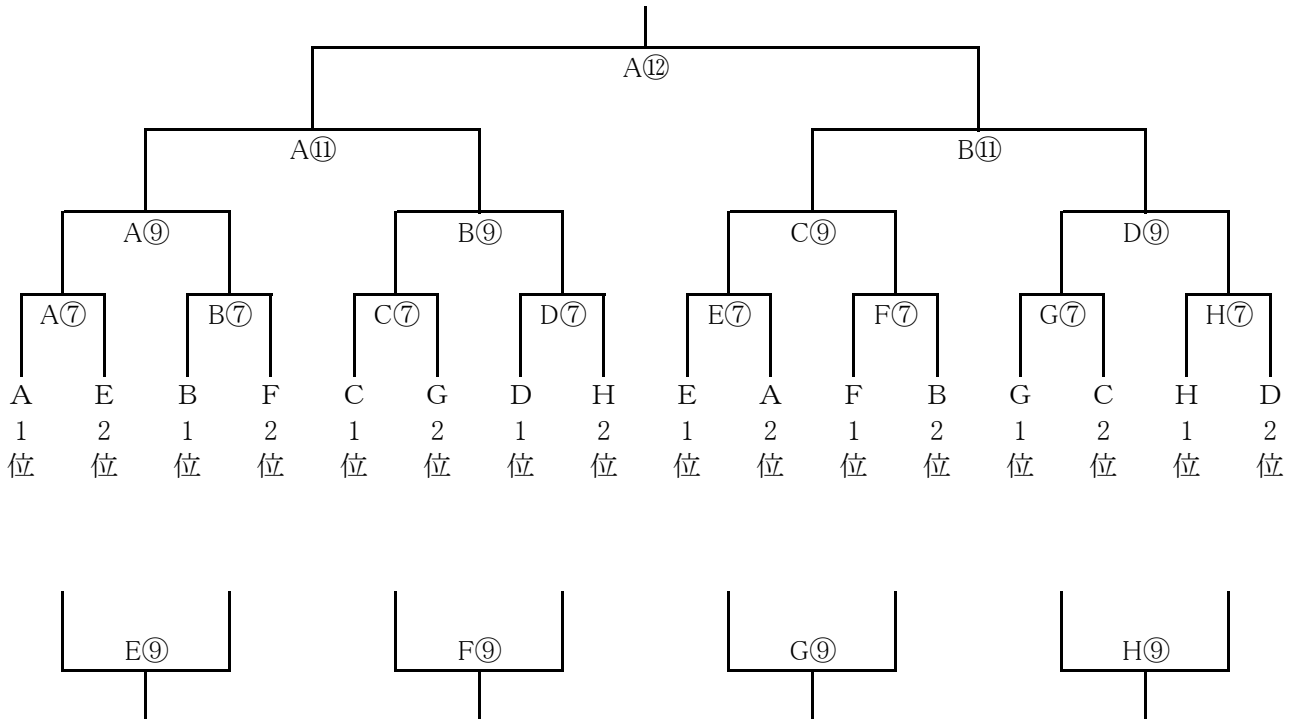 A⑫
A⑪ B⑪
A⑨ B⑨ C⑨ D⑨
A⑦ B⑦ C⑦ D⑦ E⑦ F⑦ G⑦ H⑦
A E B F C G D H E A F B G C H D
1 2 1 2 1 2 1 2 1 2 1 2 1 2 1 2
位 位 位 位 位 位 位 位 位 位 位 位 位 位 位 位
E⑨ F⑨ G⑨ H⑨